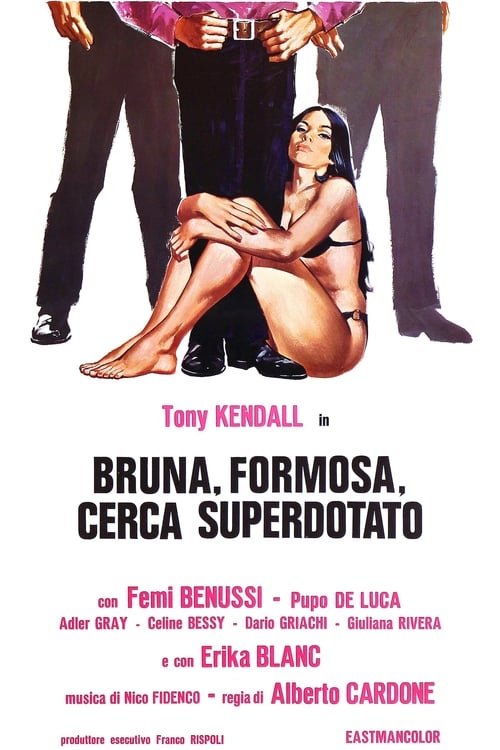 Tony KENDALL in
BRUNA, FORMOSA,
CERCA SUPERDOTATO
con Femi BENUSSI - Pupo DE LUCA
Adler GRAY - Celine BESSY - Dario GRIACHI - Giuliana RIVERA
e con Erika BLANC
musica di Nico FIDENCO - regia di Alberto CARDONE
produttore esecutivo Franco RISPOLI EASTMANCOLOR